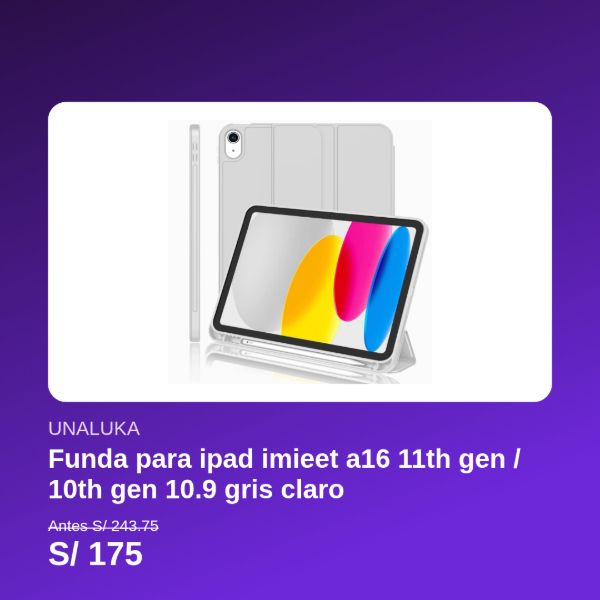 UNALUKA
Funda para ipad imieet a16 11th gen /
10th gen 10.9 gris claro
Antes S/ 243.75
S/ 175